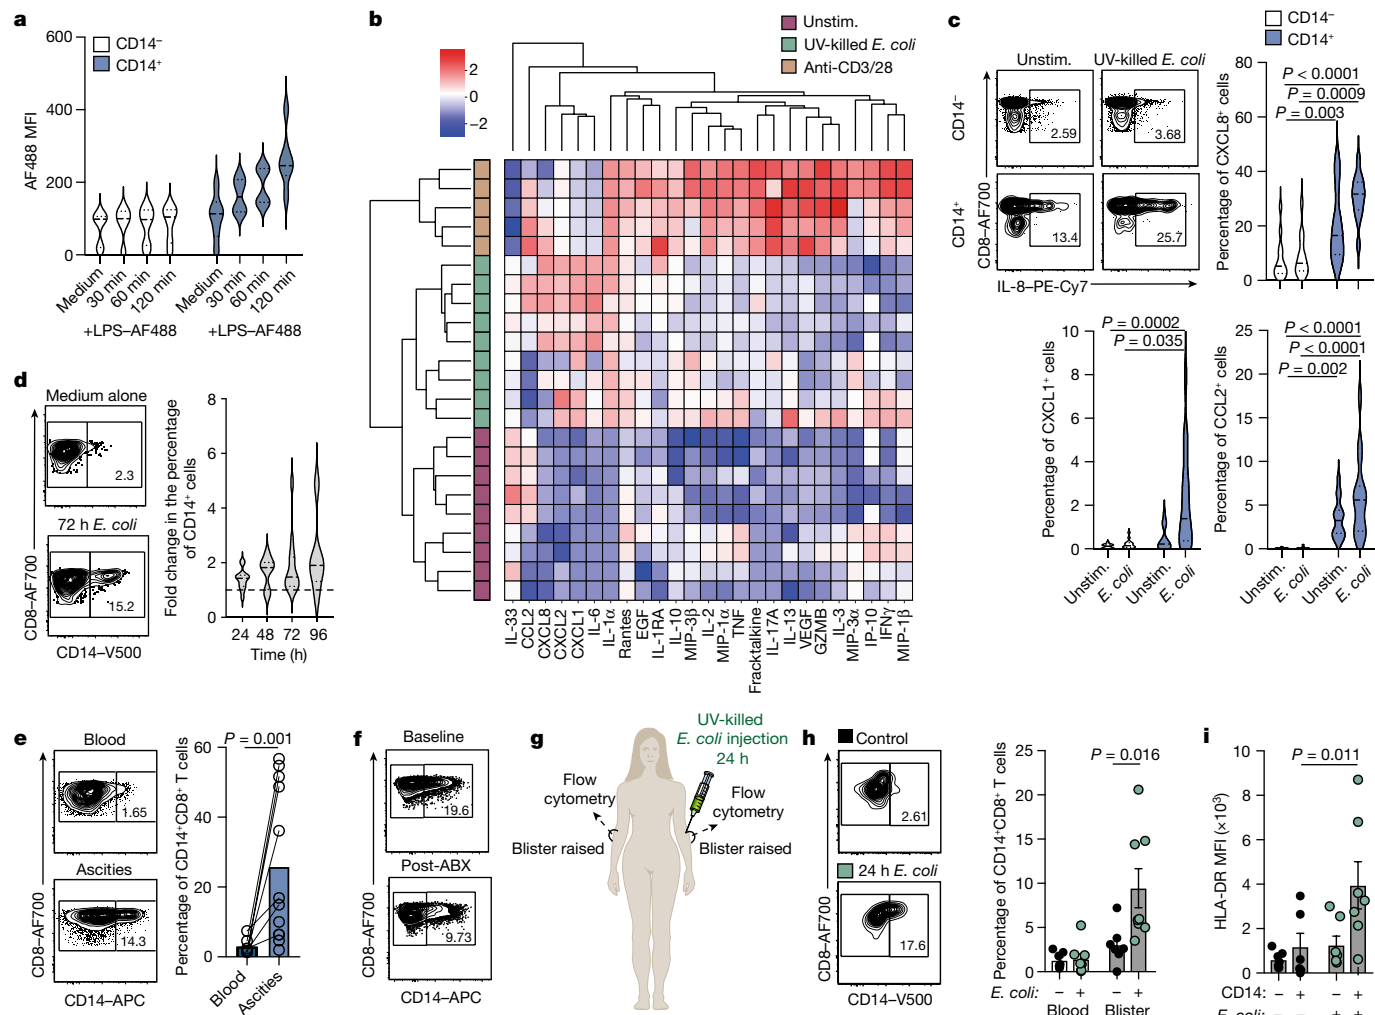 a
600
400
200
0
AF488 MFI
CD14–
CD14+
Medium
30 min
60 min
120 min
Medium
30 min
60 min
120 min
+LPS–AF488
+LPS–AF488
b
2
0
–2
Unstim.
UV-killed E. coli
Anti-CD3/28
IL-33
CCL2
CXCL8
CXCL2
CXCL1
IL-6
IL-1α
Rantes
EGF
IL-1RA
IL-10
MIP-3β
IL-2
MIP-1α
TNF
Fracktalkine
IL-17A
IL-13
VEGF
GZMB
IL-3
MIP-3α
IP-10
IFNγ
MIP-1β
c
CD14–
CD14+
Unstim.
UV-killed E. coli
CD14–
2.59
3.68
CD14+
13.4
25.7
CD8–AF700
IL-8–PE-Cy7
80
60
40
20
0
Percentage of CXCL8+ cells
P < 0.0001
P = 0.0009
P = 0.003
10
8
6
4
2
0
Percentage of CXCL1+ cells
P = 0.0002
P = 0.035
Unstim.
E. coli
Unstim.
E. coli
25
20
15
10
5
0
Percentage of CCL2+ cells
P < 0.0001
P < 0.0001
P = 0.002
Unstim.
E. coli
Unstim.
E. coli
d
Medium alone
2.3
72 h E. coli
15.2
CD8–AF700
CD14–V500
8
6
4
2
0
Fold change in the percentage
of CD14+ cells
24
48
72
96
Time (h)
e
Blood
1.65
Ascities
14.3
CD8–AF700
CD14–APC
60
40
20
0
Percentage of CD14+CD8+ T cells
P = 0.001
Blood
Ascities
f
Baseline
19.6
Post-ABX
9.73
CD8–AF700
CD14–APC
g
UV-killed
E. coli injection
24 h
Flow
cytometry
Blister raised
Flow
cytometry
Blister raised
h
Control
2.61
24 h E. coli
17.6
CD8–AF700
CD14–V500
25
20
15
10
5
0
Percentage of CD14+CD8+ T cells
P = 0.016
E. coli: – + – +
Blood
Blister
i
10
8
6
4
2
0
HLA-DR MFI (×10³)
P = 0.011
CD14: – + – +
E. coli: – – + +